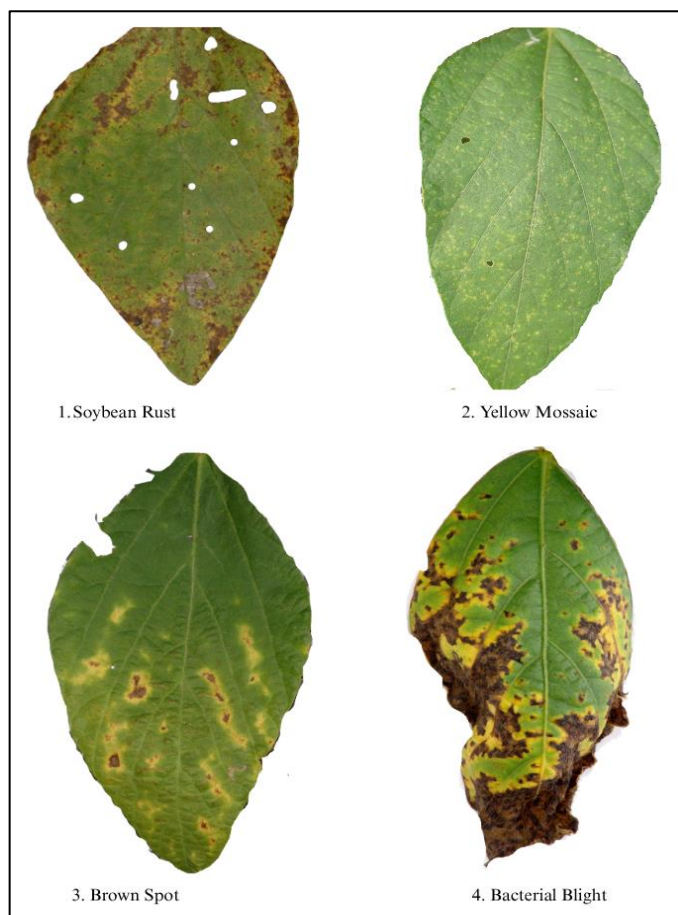 1. Soybean Rust
2. Yellow Mossaic
3. Brown Spot
4. Bacterial Blight